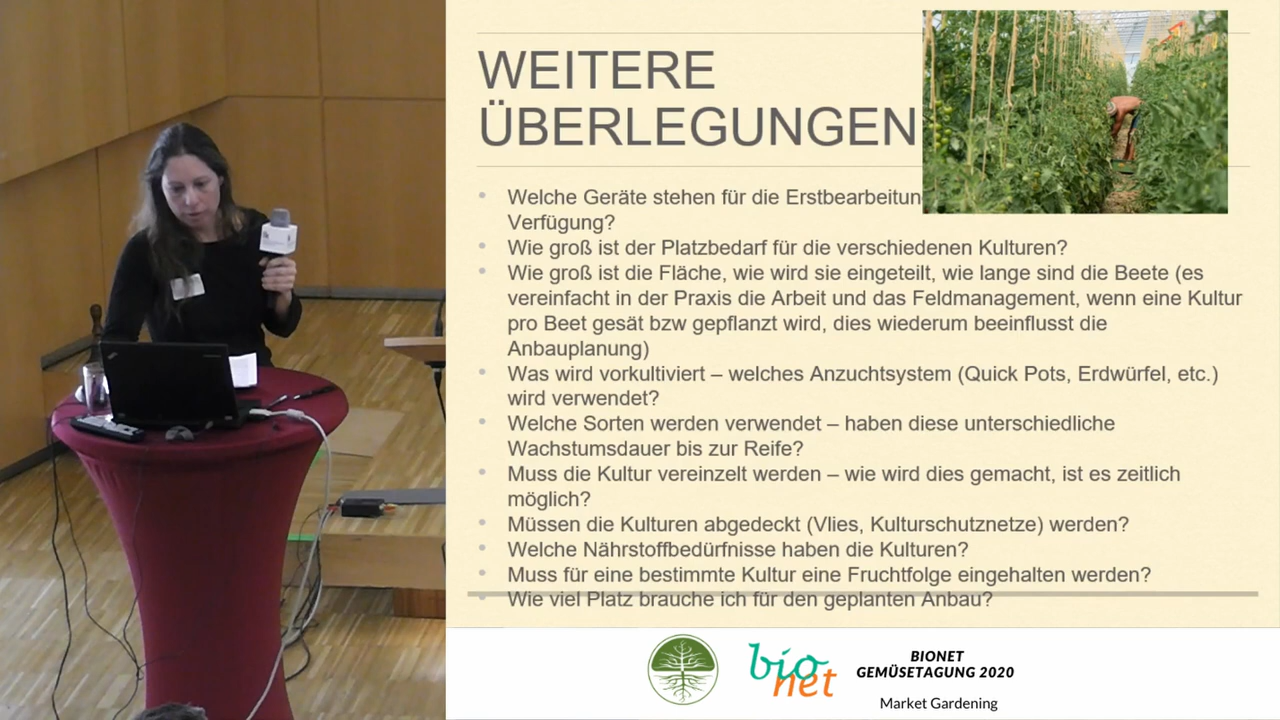 WEITERE
ÜBERLEGUNGEN
• Welche Geräte stehen für die
Verfügung?
• Wie groß ist der Platzbedarf für die verschiedenen Kulturen?
• Wie groß ist die Fläche, wie wird sie eingeteilt, wie lange sind die Beete (es
vereinfacht in der Praxis die Arbeit und das Feldmanagement, wenn eine Kultur
pro Beet gesät bzw gepflanzt wird, dies wiederum beeinflusst die
Anbauplanung)
• Was wird vorkultiviert – welches Anzuchtsystem (Quick Pots, Erdwürfel, etc.)
wird verwendet?
• Welche Sorten werden verwendet – haben diese unterschiedliche
Wachstumsdauer bis zur Reife?
• Muss die Kultur vereinzelt werden – wie wird dies gemacht, ist es zeitlich
möglich?
• Müssen die Kulturen abgedeckt (Vlies, Kulturschutznetze) werden?
• Welche Nährstoffbedürfnisse haben die Kulturen?
• Muss für eine bestimmte Kultur eine Fruchtfolge eingehalten werden?
• Wie viel Platz brauche ich für den geplanten Anbau?
bio
net
BIONET
GEMÜSETAGUNG 2020
Market Gardening